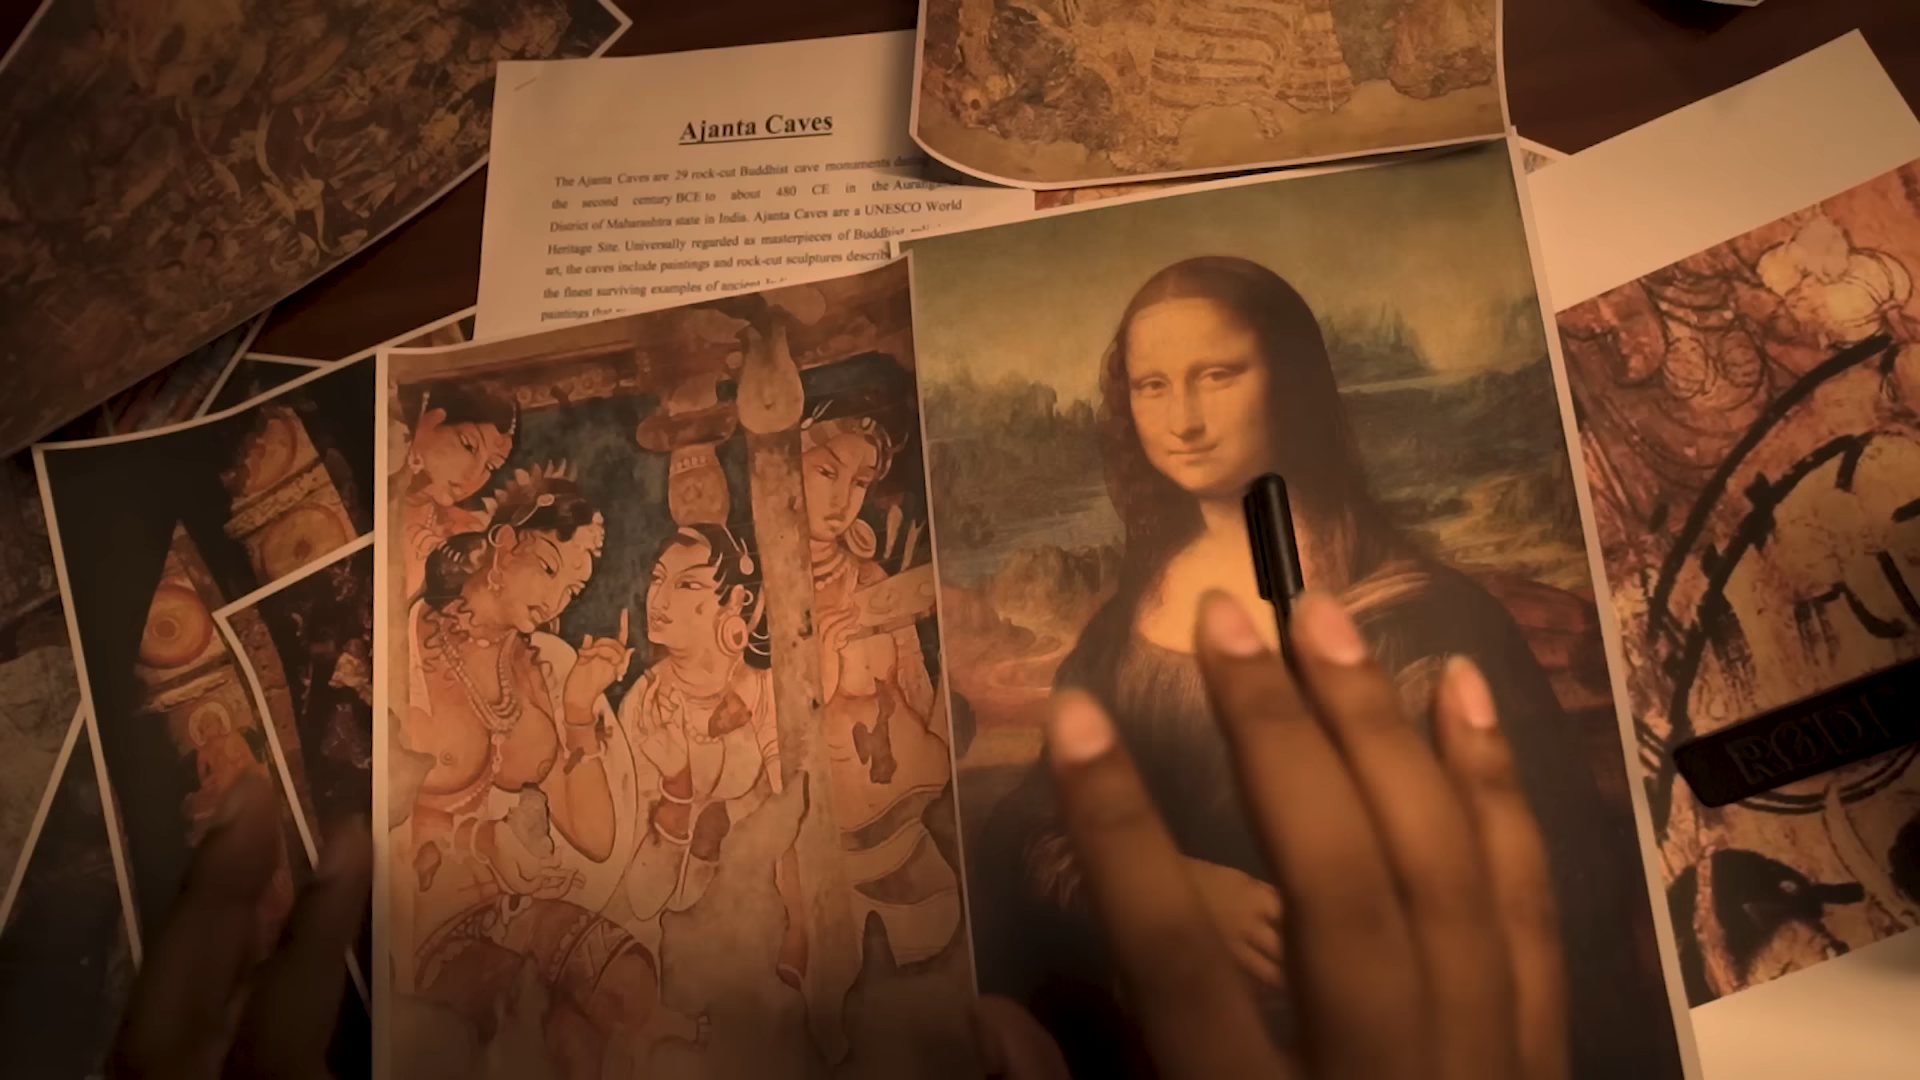 Ajanta Caves
The Ajanta Caves are 29 rock-cut Buddhist cave monuments
the second century BCE to about 480 CE in the
District of Maharashtra state in India. Ajanta Caves are a UNESCO World
Heritage Site. Universally regarded as masterpieces of Buddhist
art, the caves include paintings and rock-cut sculptures
the finest surviving examples of ancient
paintings